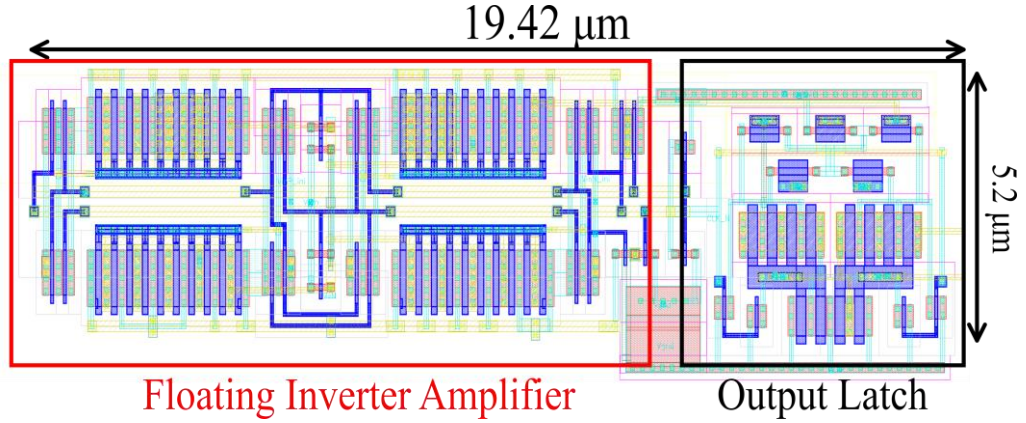 19.42 μm
5.2 μm
Floating Inverter Amplifier
Output Latch